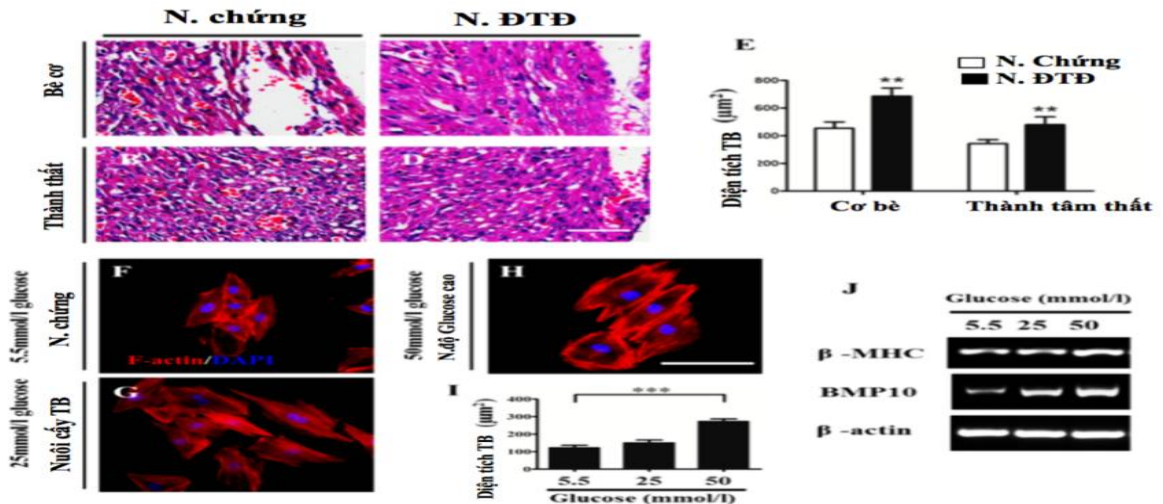 N. chứng N. ĐTĐ
Bè cơ
Thành thất
D
E
N. Chứng
N. ĐTĐ
Diện tích TB (μm²)
800
600
400
200
0
** **
Cơ bè Thành tâm thất
5.5mmol/l glucose
N. chứng
F
F-actin/DAPI
25mmol/l glucose
Nuôi cấy TB
G
50mmol/l glucose
N.độ Glucose cao
H
I
***
Diện tích TB (μm²)
400
300
200
100
0
5.5 25 50
Glucose (mmol/l)
J
Glucose (mmol/l)
5.5 25 50
β -MHC
BMP10
β -actin